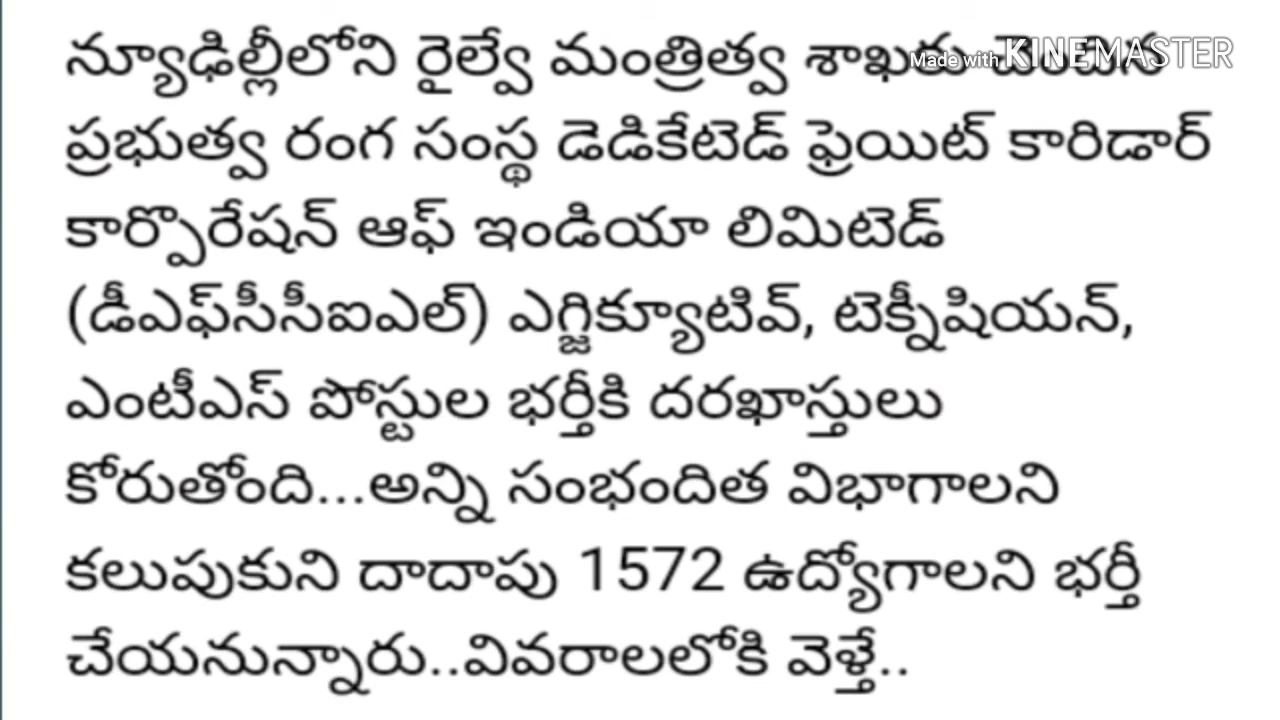 న్యూఢిల్లీలోని రైల్వే మంత్రిత్వ
Made with KINEMASTER
ప్రభుత్వ రంగ సంస్థ డెడికేటెడ్ ఫ్రెయిట్ కారిడార్
కార్పొరేషన్ ఆఫ్ ఇండియా లిమిటెడ్
(డీఎఫ్‌సీసీఐఎల్) ఎగ్జిక్యూటివ్, టెక్నీషియన్,
ఎంటీఎస్ పోస్టుల భర్తీకి దరఖాస్తులు
కోరుతోంది...అన్ని సంభందిత విభాగాలని
కలుపుకుని దాదాపు 1572 ఉద్యోగాలని భర్తీ
చేయనున్నారు..వివరాలలోకి వెళ్తే..